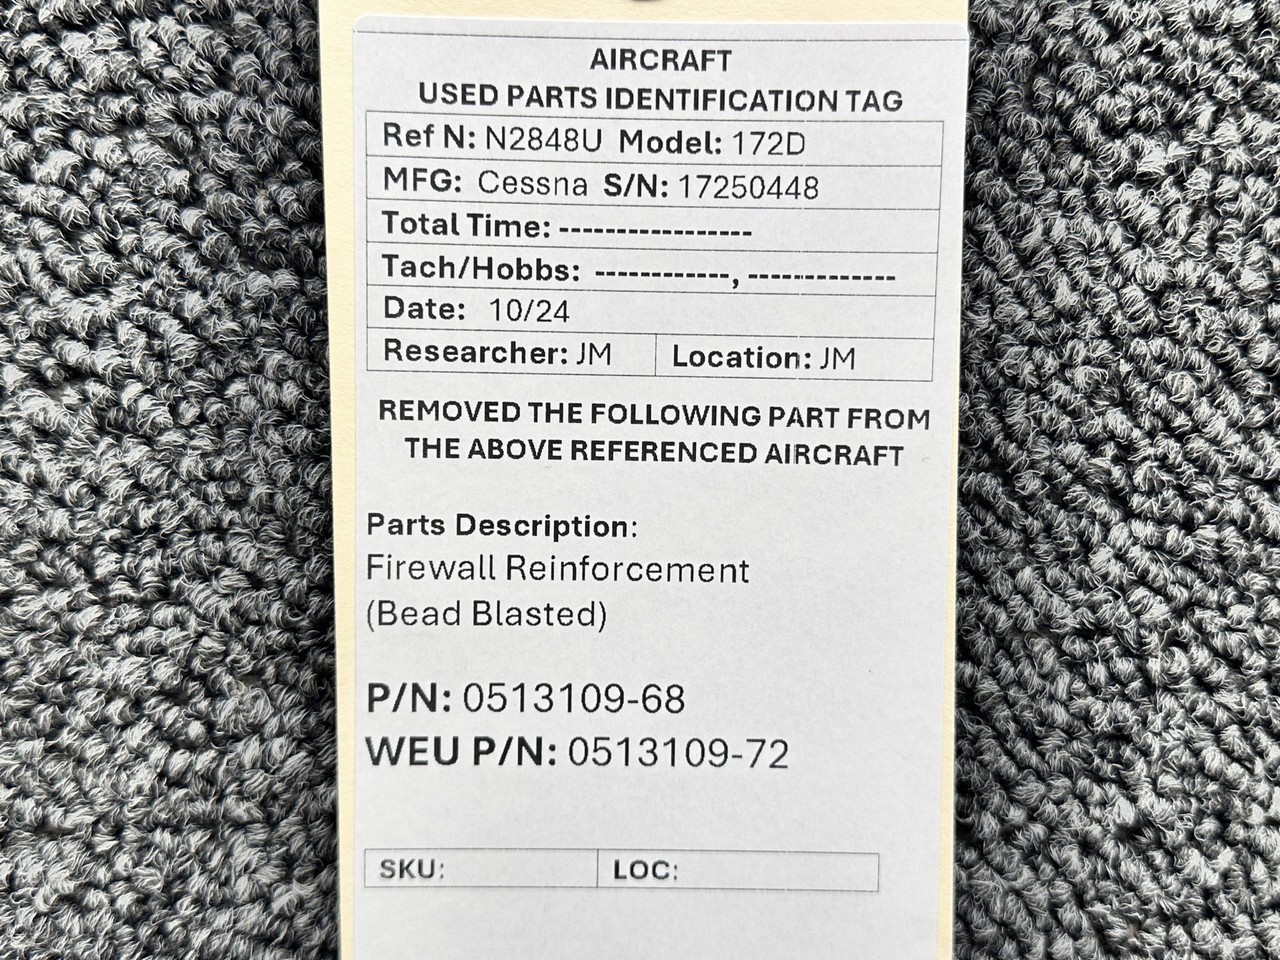 AIRCRAFT
USED PARTS IDENTIFICATION TAG
Ref N: N2848U Model: 172D
MFG: Cessna S/N: 17250448
Total Time: -----------------
Tach/Hobbs: ------------, -------------
Date: 10/24
Researcher: JM Location: JM
REMOVED THE FOLLOWING PART FROM
THE ABOVE REFERENCED AIRCRAFT
Parts Description:
Firewall Reinforcement
(Bead Blasted)
P/N: 0513109-68
WEU P/N: 0513109-72
SKU: LOC: